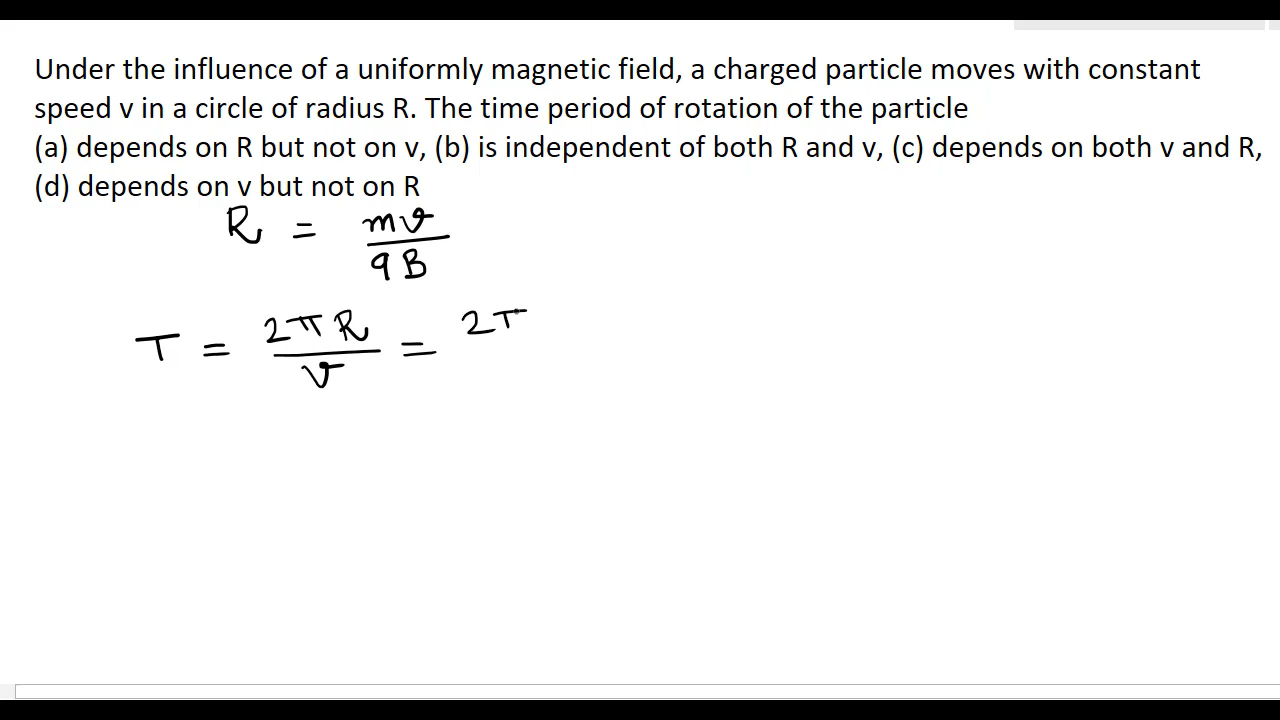 Under the influence of a uniformly magnetic field, a charged particle moves with constant
speed v in a circle of radius R. The time period of rotation of the particle
(a) depends on R but not on v, (b) is independent of both R and v, (c) depends on both v and R,
(d) depends on v but not on R
R = mv/qB
T = 2πR/v = 2π